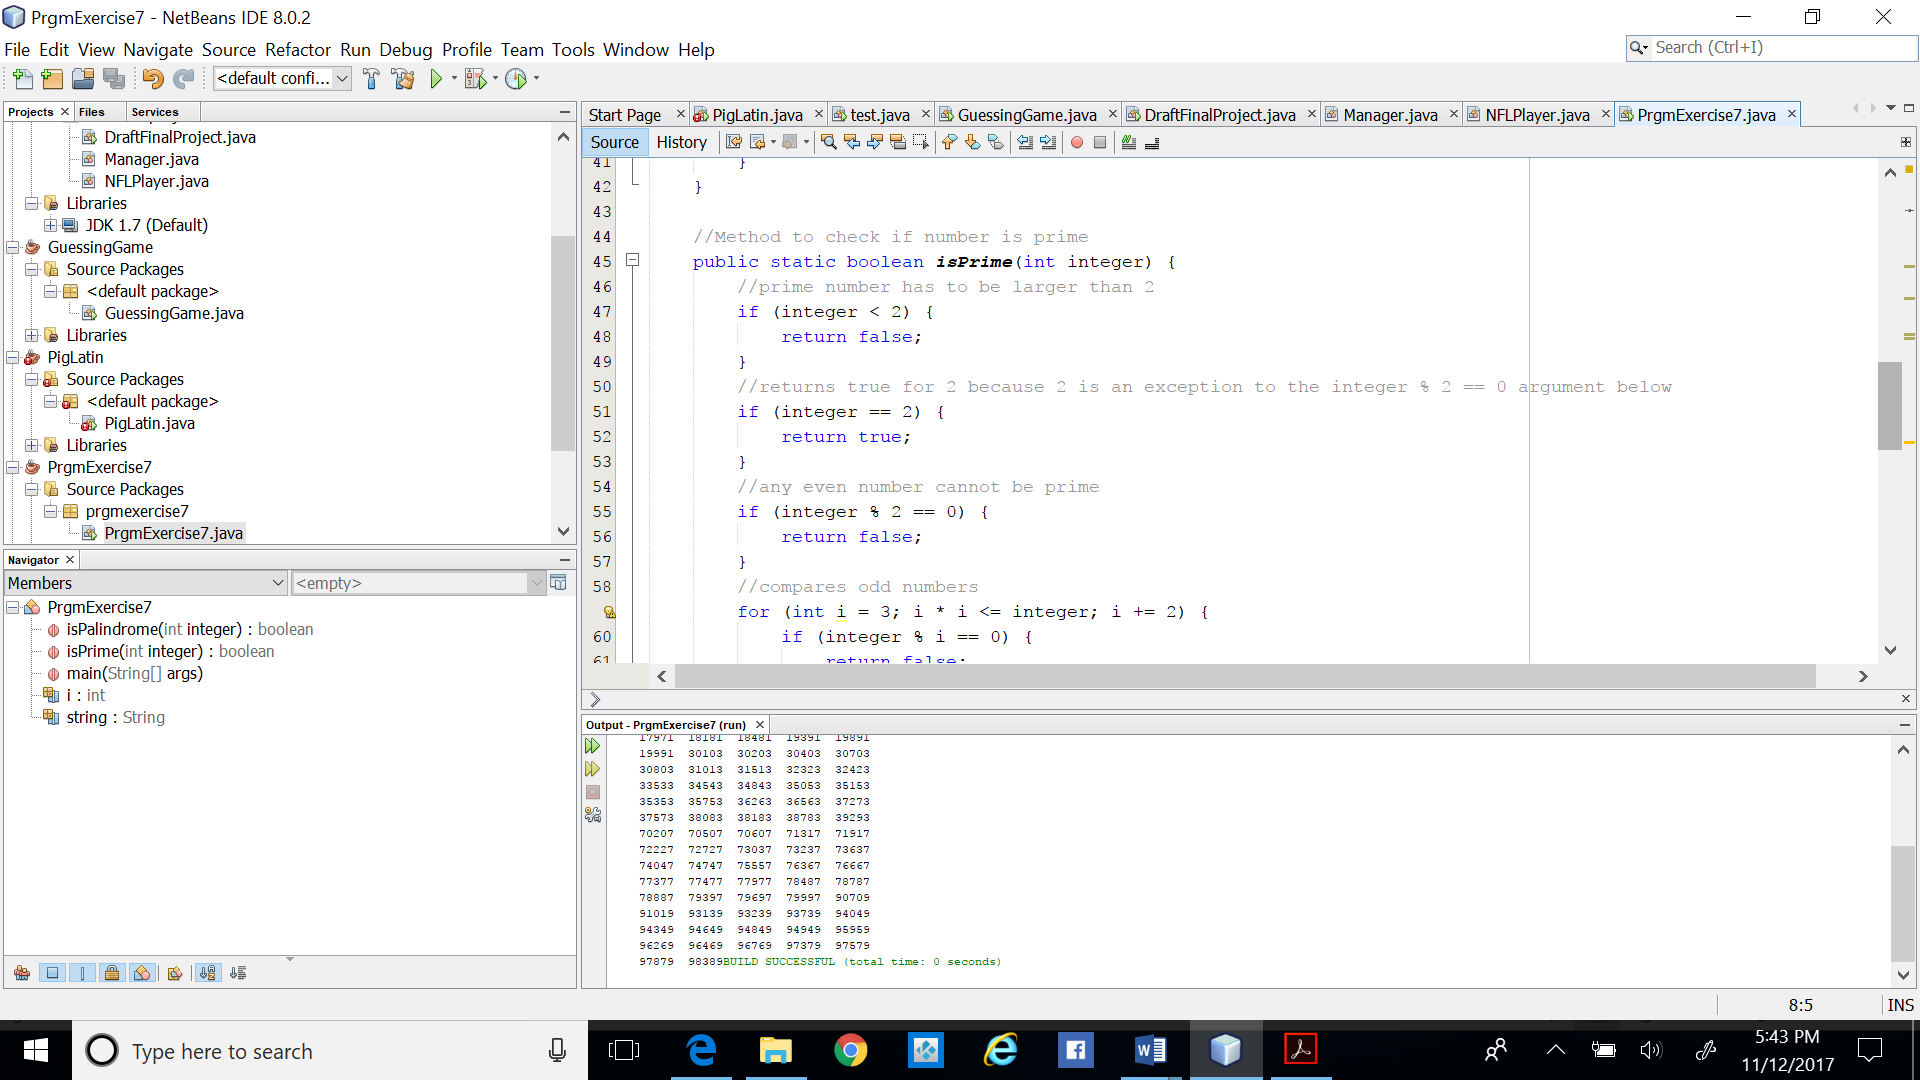 PrgmExercise7 - NetBeans IDE 8.0.2
File Edit View Navigate Source Refactor Run Debug Profile Team Tools Window Help
Search (Ctrl+I)
<default confi...
Projects Files Services
DraftFinalProject.java
Manager.java
NFLPlayer.java
Libraries
JDK 1.7 (Default)
GuessingGame
Source Packages
<default package>
GuessingGame.java
Libraries
PigLatin
Source Packages
<default package>
PigLatin.java
Libraries
PrgmExercise7
Source Packages
prgmexercise7
PrgmExercise7.java
Navigator
Members <empty>
PrgmExercise7
isPalindrome(int integer) : boolean
isPrime(int integer) : boolean
main(String[] args)
i : int
string : String
Start Page PigLatin.java test.java GuessingGame.java DraftFinalProject.java Manager.java NFLPlayer.java PrgmExercise7.java
Source History
41 }
42 }
43
44 //Method to check if number is prime
45 public static boolean isPrime(int integer) {
46 //prime number has to be larger than 2
47 if (integer < 2) {
48 return false;
49 }
50 //returns true for 2 because 2 is an exception to the integer % 2 == 0 argument below
51 if (integer == 2) {
52 return true;
53 }
54 //any even number cannot be prime
55 if (integer % 2 == 0) {
56 return false;
57 }
58 //compares odd numbers
for (int i = 3; i * i <= integer; i += 2) {
60 if (integer % i == 0) {
61 return false;
Output - PrgmExercise7 (run)
17971 18181 18481 19391 19891
19991 30103 30203 30403 30703
30803 31013 31513 32323 32423
33533 34543 34843 35053 35153
35353 35753 36263 36563 37273
37573 38083 38183 38783 39293
70207 70507 70607 71317 71917
72227 72727 73037 73237 73637
74047 74747 75557 76367 76667
77377 77477 77977 78487 78787
78887 79397 79697 79997 90709
91019 93139 93239 93739 94049
94349 94649 94849 94949 95959
96269 96469 96769 97379 97579
97879 98389BUILD SUCCESSFUL (total time: 0 seconds)
8:5 INS
Type here to search
5:43 PM
11/12/2017